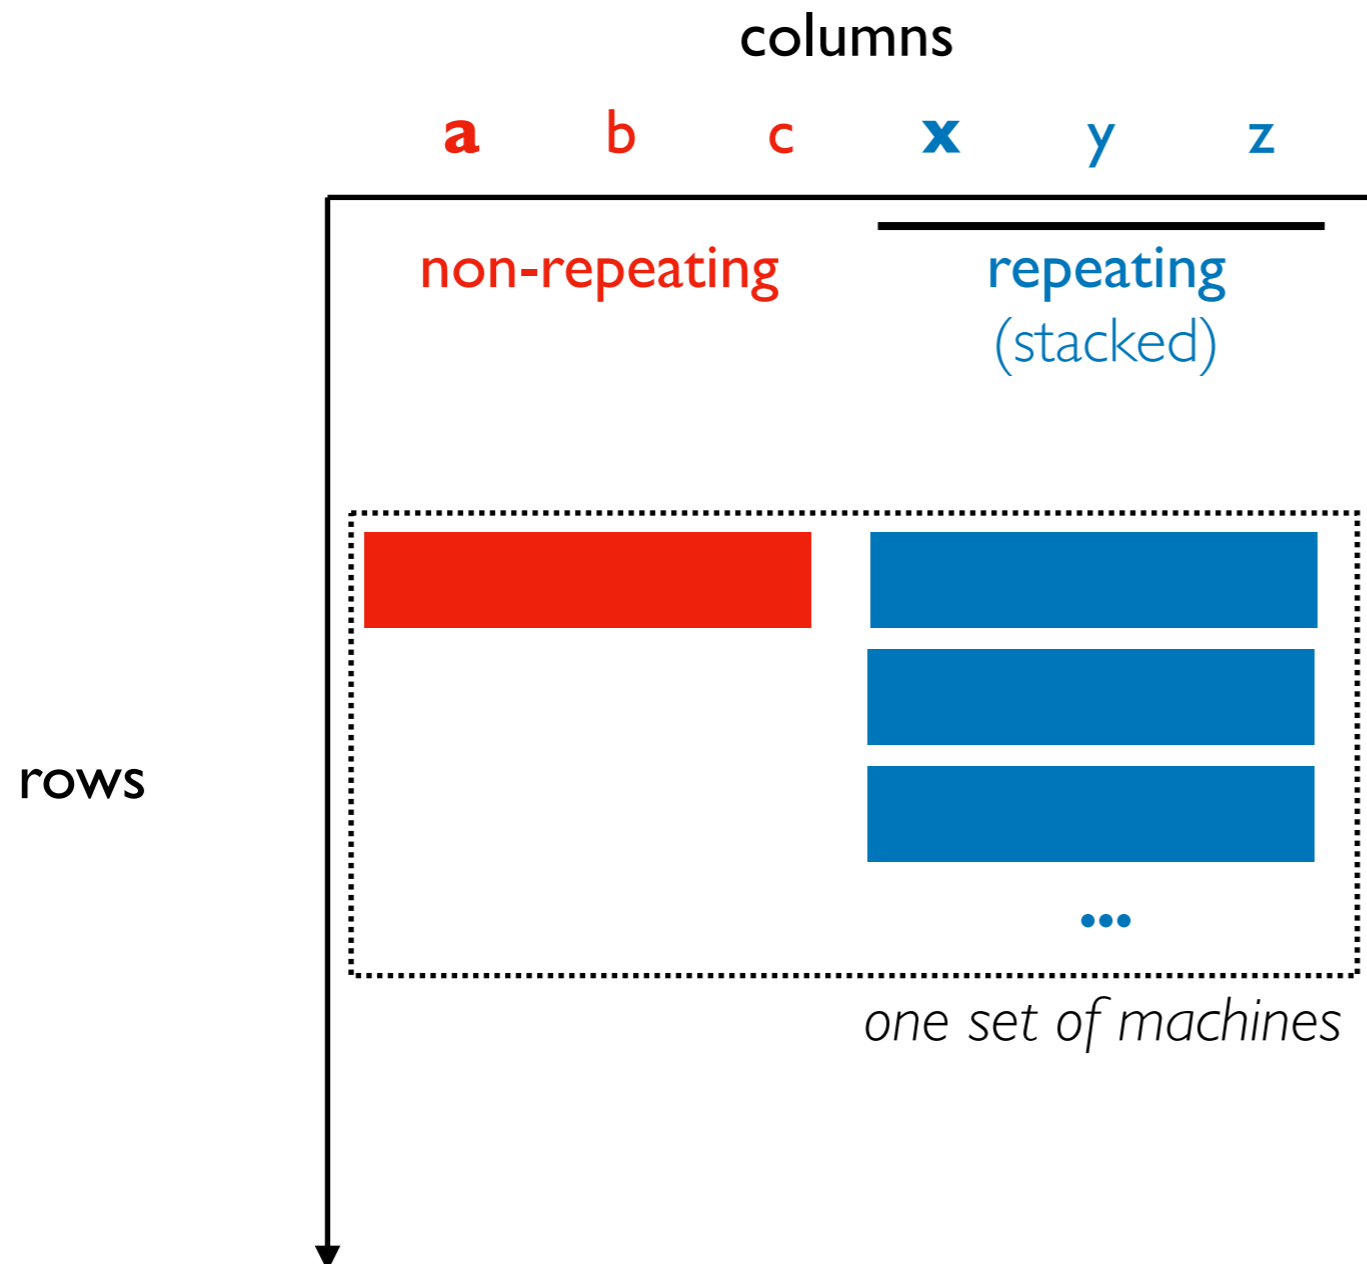 columns
a b c x y z
non-repeating repeating
(stacked)
rows
...
one set of machines